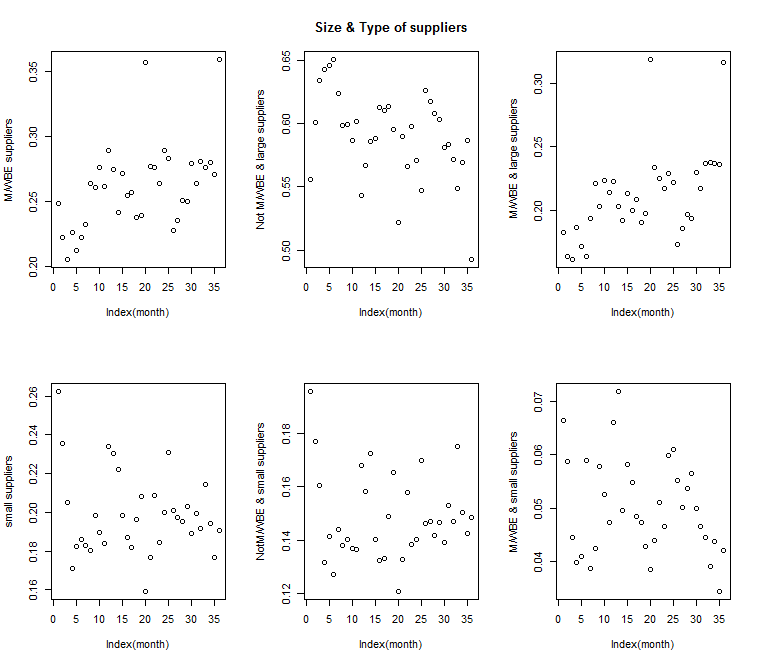 Size & Type of suppliers
M/WBE suppliers
0.20 0.25 0.30 0.35
0 5 10 15 20 25 30 35
Index(month)
Not M/WBE & large suppliers
0.50 0.55 0.60 0.65
0 5 10 15 20 25 30 35
Index(month)
M/WBE & large suppliers
0.20 0.25 0.30
0 5 10 15 20 25 30 35
Index(month)
small suppliers
0.16 0.18 0.20 0.22 0.24 0.26
0 5 10 15 20 25 30 35
Index(month)
NotM/WBE & small suppliers
0.12 0.14 0.16 0.18
0 5 10 15 20 25 30 35
Index(month)
M/WBE & small suppliers
0.04 0.05 0.06 0.07
0 5 10 15 20 25 30 35
Index(month)